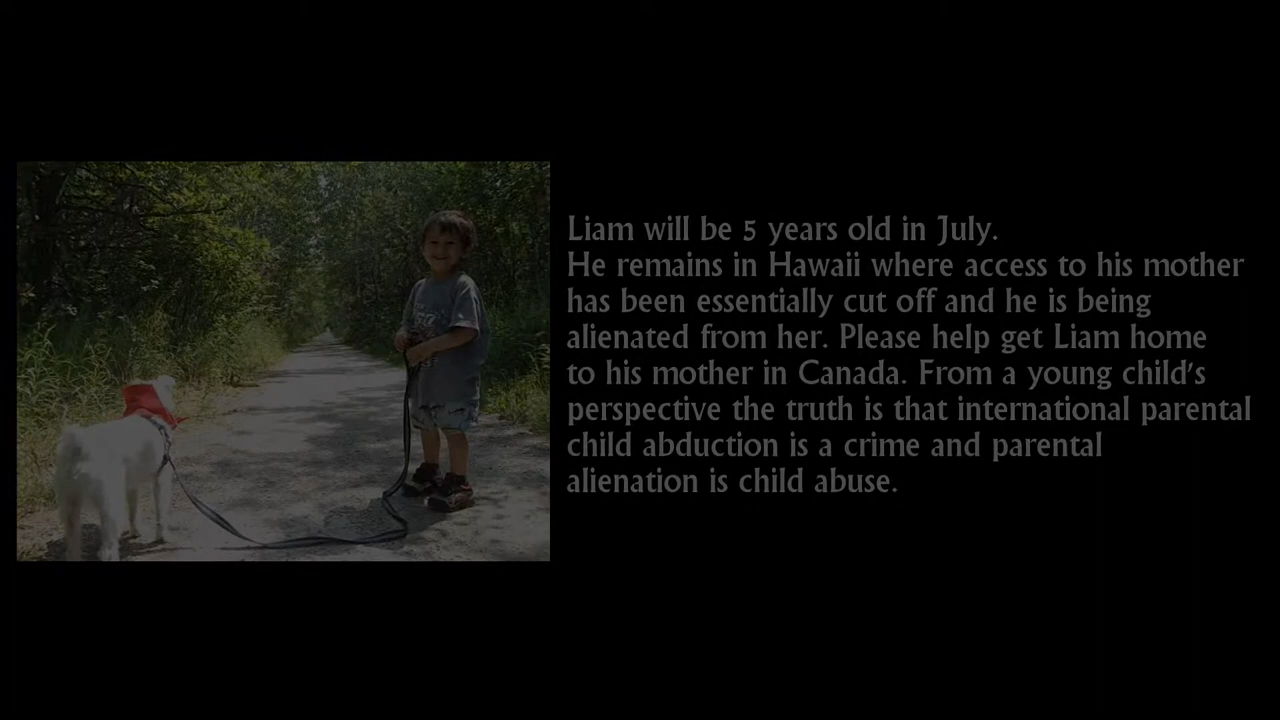 Liam will be 5 years old in July.
He remains in Hawaii where access to his mother
has been essentially cut off and he is being
alienated from her. Please help get Liam home
to his mother in Canada. From a young child's
perspective the truth is that international parental
child abduction is a crime and parental
alienation is child abuse.